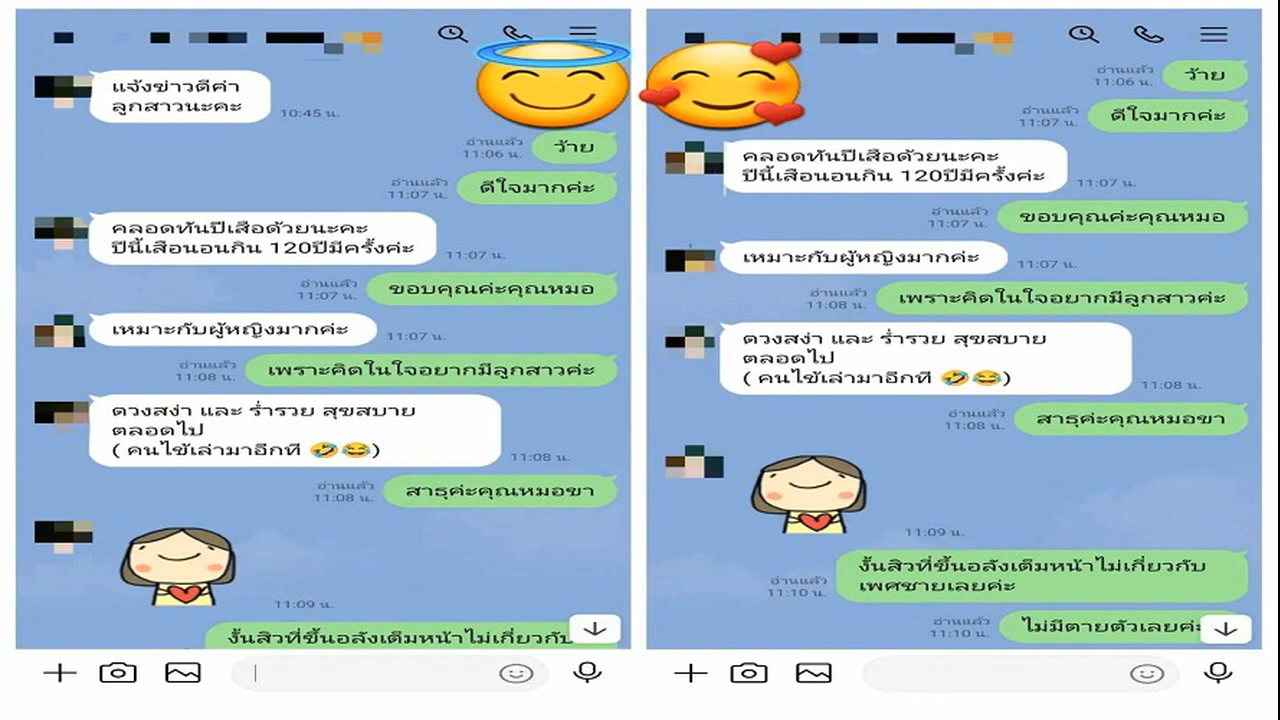 แจ้งข่าวดีค่า
ลูกสาวนะคะ
10:45 น.
อ่านแล้ว
11:06 น.
ว้าย
อ่านแล้ว
11:07 น.
ดีใจมากค่ะ
คลอดทันปีเสือด้วยนะคะ
ปีนี้เสือนอนกิน 120ปีมีครั้งค่ะ
11:07 น.
อ่านแล้ว
11:07 น.
ขอบคุณค่ะคุณหมอ
เหมาะกับผู้หญิงมากค่ะ
11:07 น.
อ่านแล้ว
11:08 น.
เพราะคิดในใจอยากมีลูกสาวค่ะ
ดวงสง่า และ ร่ำรวย สุขสบาย
ตลอดไป
( คนไข้เล่ามาอีกที 🤣😂)
11:08 น.
อ่านแล้ว
11:08 น.
สาธุค่ะคุณหมอขา
11:09 น.
งั้นสิวที่ขึ้นอลังเต็มหน้าไม่เกี่ยวกับ
อ่านแล้ว
11:06 น.
ว้าย
อ่านแล้ว
11:07 น.
ดีใจมากค่ะ
คลอดทันปีเสือด้วยนะคะ
ปีนี้เสือนอนกิน 120ปีมีครั้งค่ะ
11:07 น.
อ่านแล้ว
11:07 น.
ขอบคุณค่ะคุณหมอ
เหมาะกับผู้หญิงมากค่ะ
11:07 น.
อ่านแล้ว
11:08 น.
เพราะคิดในใจอยากมีลูกสาวค่ะ
ดวงสง่า และ ร่ำรวย สุขสบาย
ตลอดไป
( คนไข้เล่ามาอีกที 🤣😂)
11:08 น.
อ่านแล้ว
11:08 น.
สาธุค่ะคุณหมอขา
11:09 น.
อ่านแล้ว
11:10 น.
งั้นสิวที่ขึ้นอลังเต็มหน้าไม่เกี่ยวกับ
เพศชายเลยค่ะ
อ่านแล้ว
11:10 น.
ไม่มีตายตัวเลยค่ะ